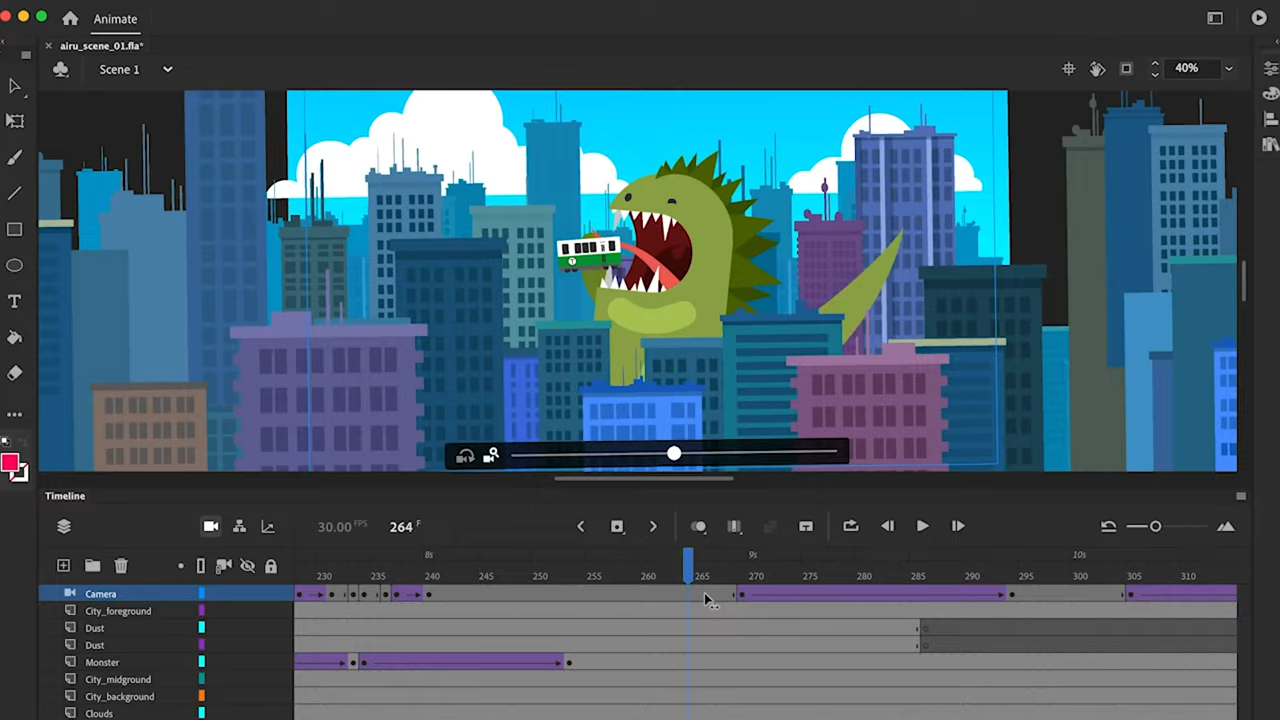 Animate
airu_scene_01.fla*
Scene 1
40%
T
Timeline
30.00 FPS 264 F
8s 9s 10s
230 235 240 245 250 255 260 265 270 275 280 285 290 295 300 305 310
Camera
City_foreground
Dust
Dust
Monster
City_midground
City_background
Clouds